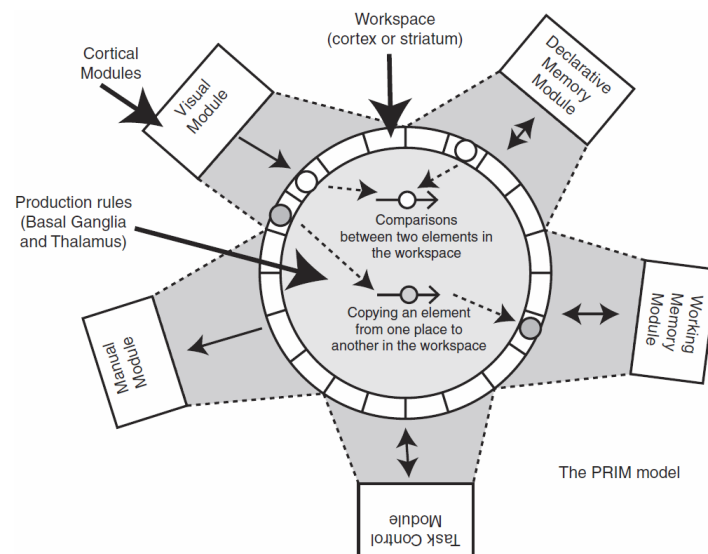 Workspace
(cortex or striatum)
Cortical
Modules
Visual
Module
Declarative
Memory
Module
Production rules
(Basal Ganglia
and Thalamus)
Comparisons
between two elements in
the workspace
Copying an element
from one place to
another in the workspace
Working
Memory
Module
Manual
Module
Task Control
Module
The PRIM model